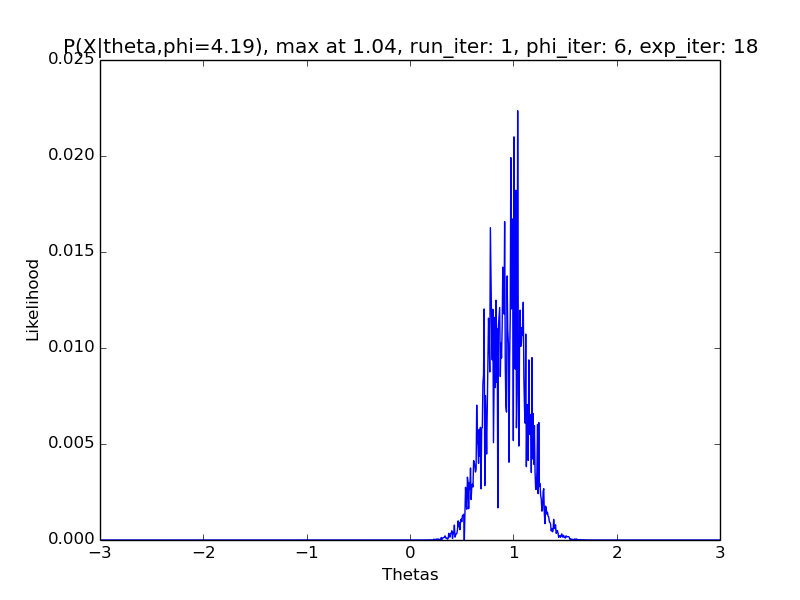 P(X|theta,phi=4.19), max at 1.04, run_iter: 1, phi_iter: 6, exp_iter: 18
0.025
0.020
0.015
0.010
0.005
0.000
Likelihood
−3 −2 −1 0 1 2 3
Thetas